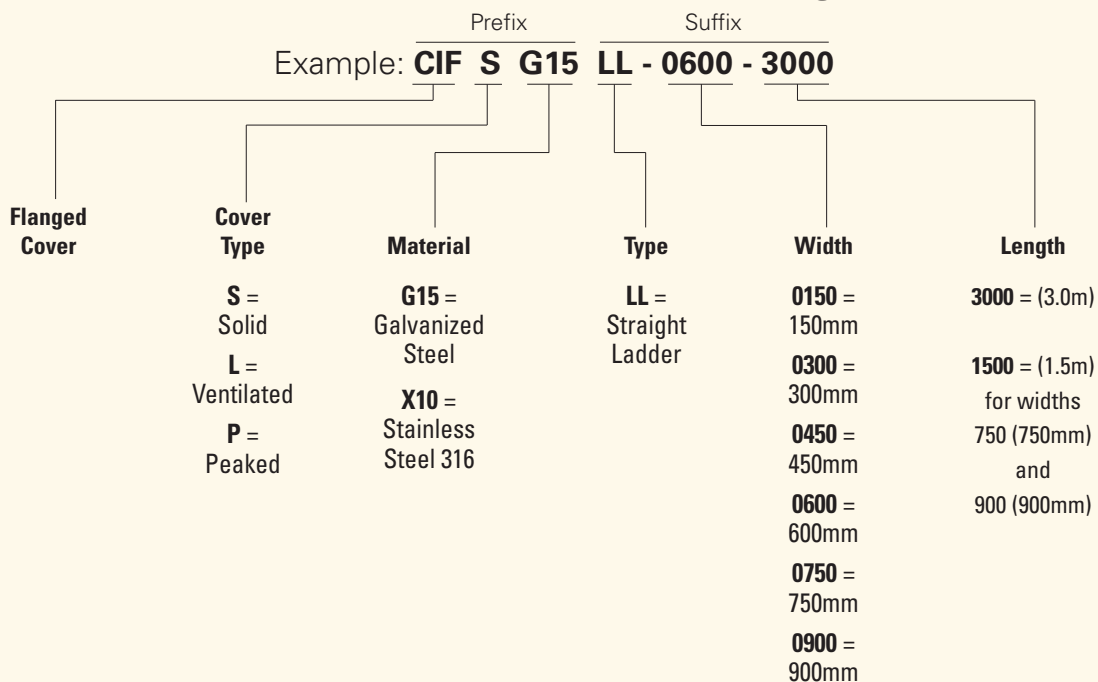 Prefix Suffix
Example: CIF S G15 LL - 0600 - 3000
Flanged
Cover
Cover
Type
S =
Solid
L =
Ventilated
P =
Peaked
Material
G15 =
Galvanized
Steel
X10 =
Stainless
Steel 316
Type
LL =
Straight
Ladder
Width
0150 =
150mm
0300 =
300mm
0450 =
450mm
0600 =
600mm
0750 =
750mm
0900 =
900mm
Length
3000 = (3.0m)
1500 = (1.5m)
for widths
750 (750mm)
and
900 (900mm)